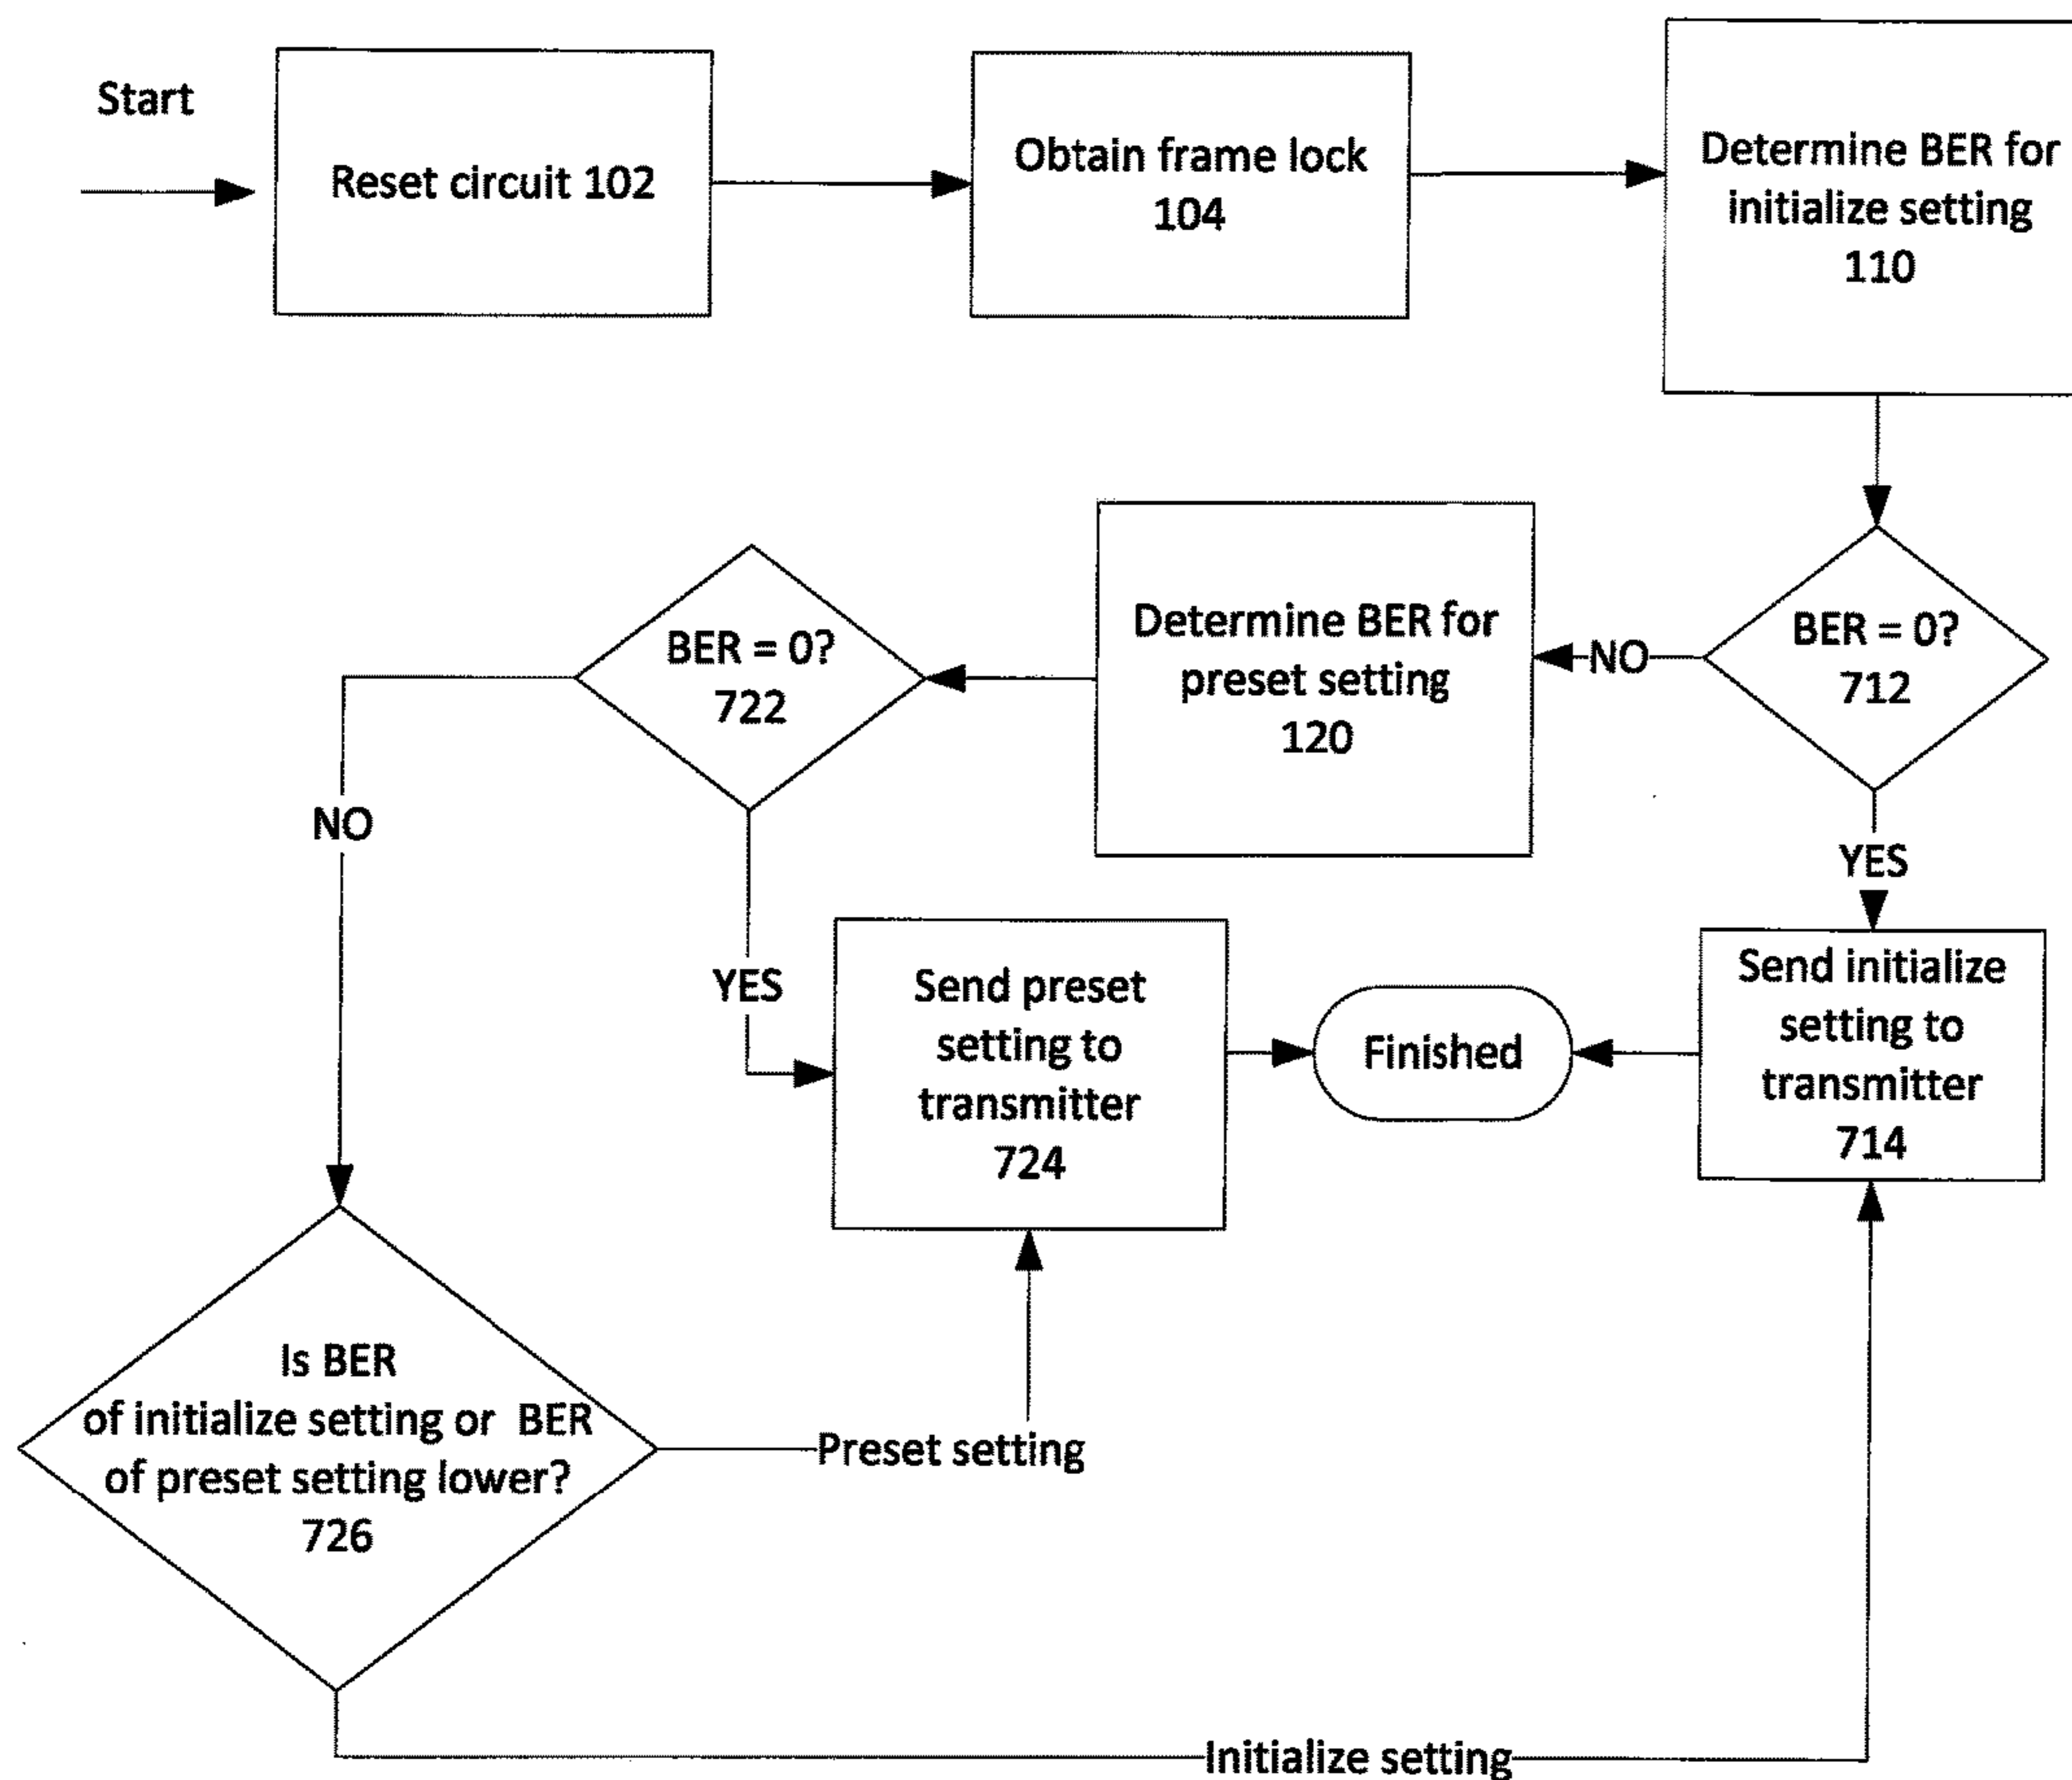 Start
Reset circuit 102
Obtain frame lock
104
Determine BER for
initialize setting
110
BER = 0?
712
NO
Determine BER for
preset setting
120
BER = 0?
722
NO
YES
YES
Send preset
setting to
transmitter
724
Finished
Send initialize
setting to
transmitter
714
Is BER
of initialize setting or BER
of preset setting lower?
726
Preset setting
Initialize setting